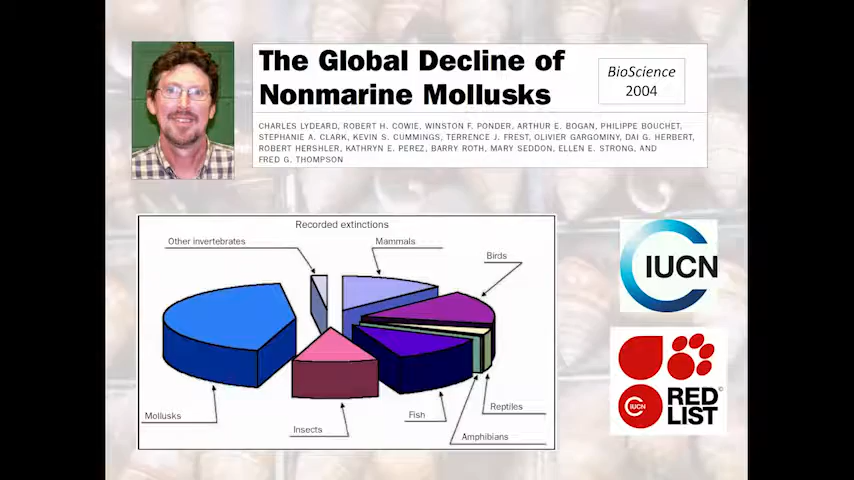 The Global Decline of
Nonmarine Mollusks
BioScience
2004
CHARLES LYDEARD, ROBERT H. COWIE, WINSTON F. PONDER, ARTHUR E. BOGAN, PHILIPPE BOUCHET,
STEPHANIE A. CLARK, KEVIN S. CUMMINGS, TERRENCE J. FREST, OLIVIER GARGOMINY, DAI G. HERBERT,
ROBERT HERSHLER, KATHRYN E. PEREZ, BARRY ROTH, MARY SEDDON, ELLEN E. STRONG, AND
FRED G. THOMPSON
Recorded extinctions
Other invertebrates
Mammals
Birds
Mollusks
Insects
Fish
Reptiles
Amphibians
IUCN
IUCN
RED
LIST
©